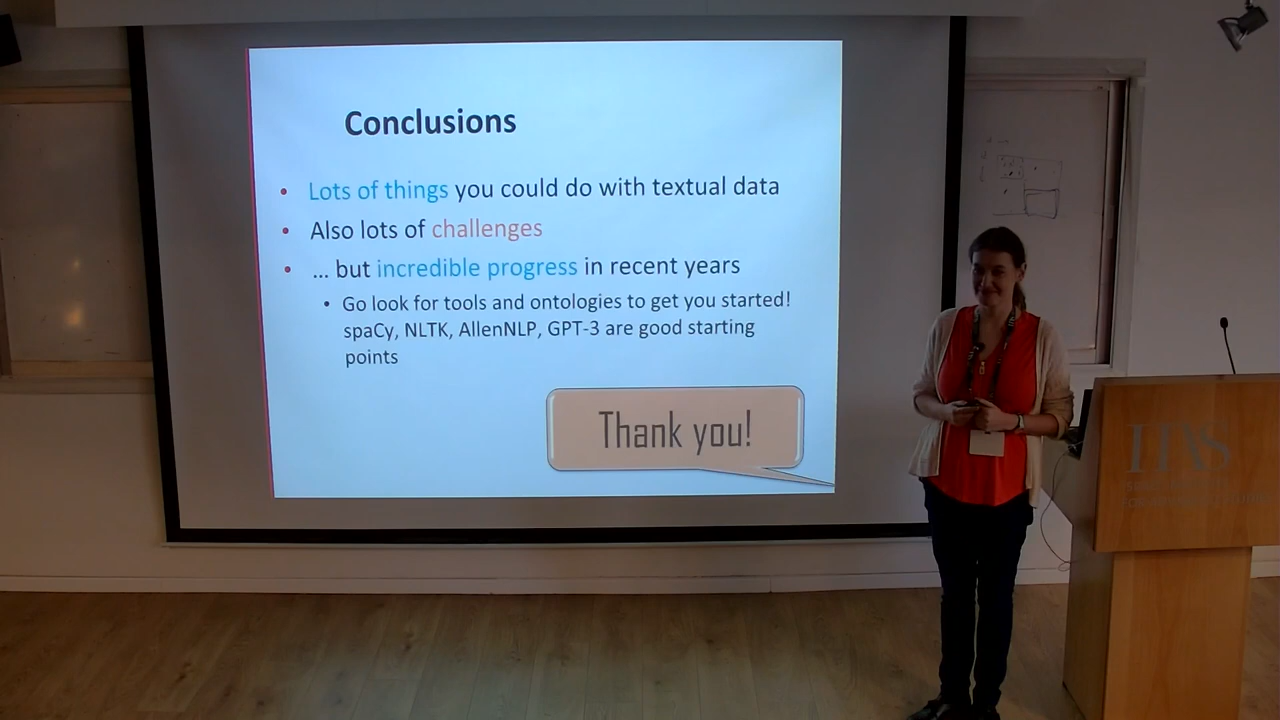 Conclusions
• Lots of things you could do with textual data
• Also lots of challenges
• ... but incredible progress in recent years
• Go look for tools and ontologies to get you started!
spaCy, NLTK, AllenNLP, GPT-3 are good starting
points
Thank you!
IIAS